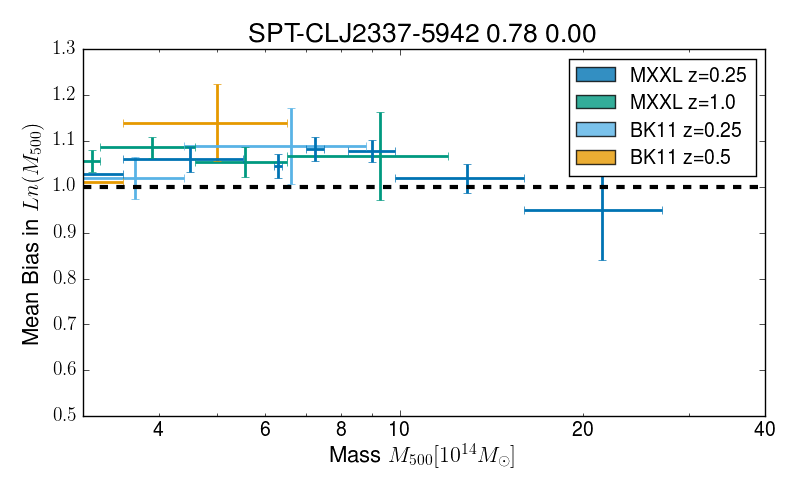 SPT-CLJ2337-5942 0.78 0.00
1.3
1.2
1.1
1.0
0.9
0.8
0.7
0.6
0.5
Mean Bias in Ln(M500)
MXXL z=0.25
MXXL z=1.0
BK11 z=0.25
BK11 z=0.5
4 6 8 10 20 40
Mass M500[10^14 M⊙]